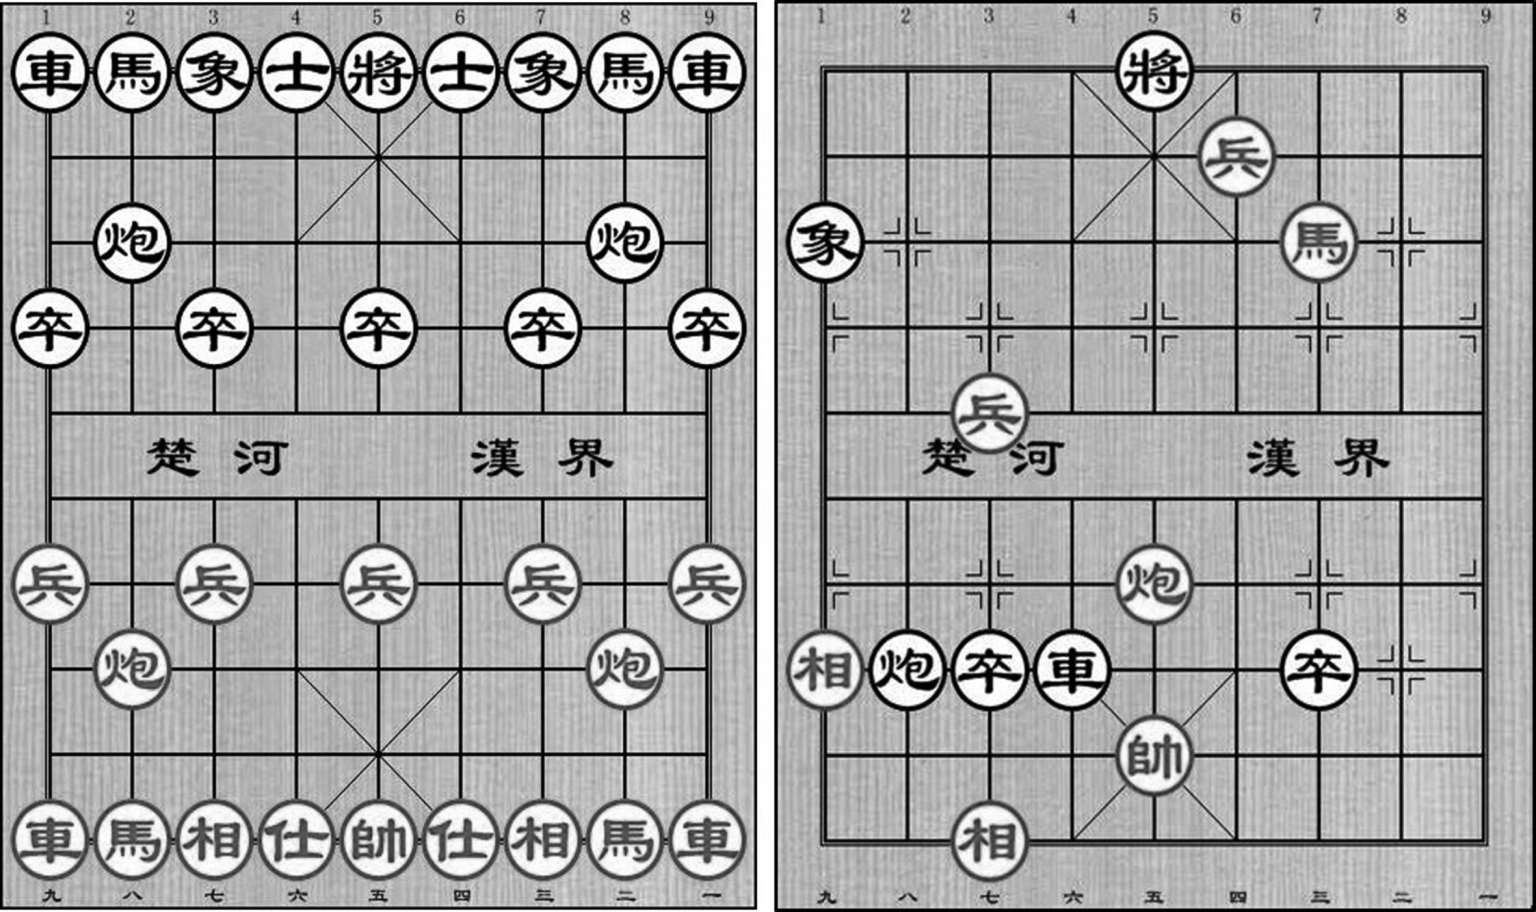 1 2 3 4 5 6 7 8 9
車 馬 象 士 將 士 象 馬 車
炮 炮
卒 卒 卒 卒 卒
楚 河 漢 界
兵 兵 兵 兵 兵
炮 炮
車 馬 相 仕 帥 仕 相 馬 車
九 八 七 六 五 四 三 二 一
1 2 3 4 5 6 7 8 9
將
兵
象 馬
兵
楚 河 漢 界
炮
相 炮 卒 車 卒
帥
相
九 八 七 六 五 四 三 二 一